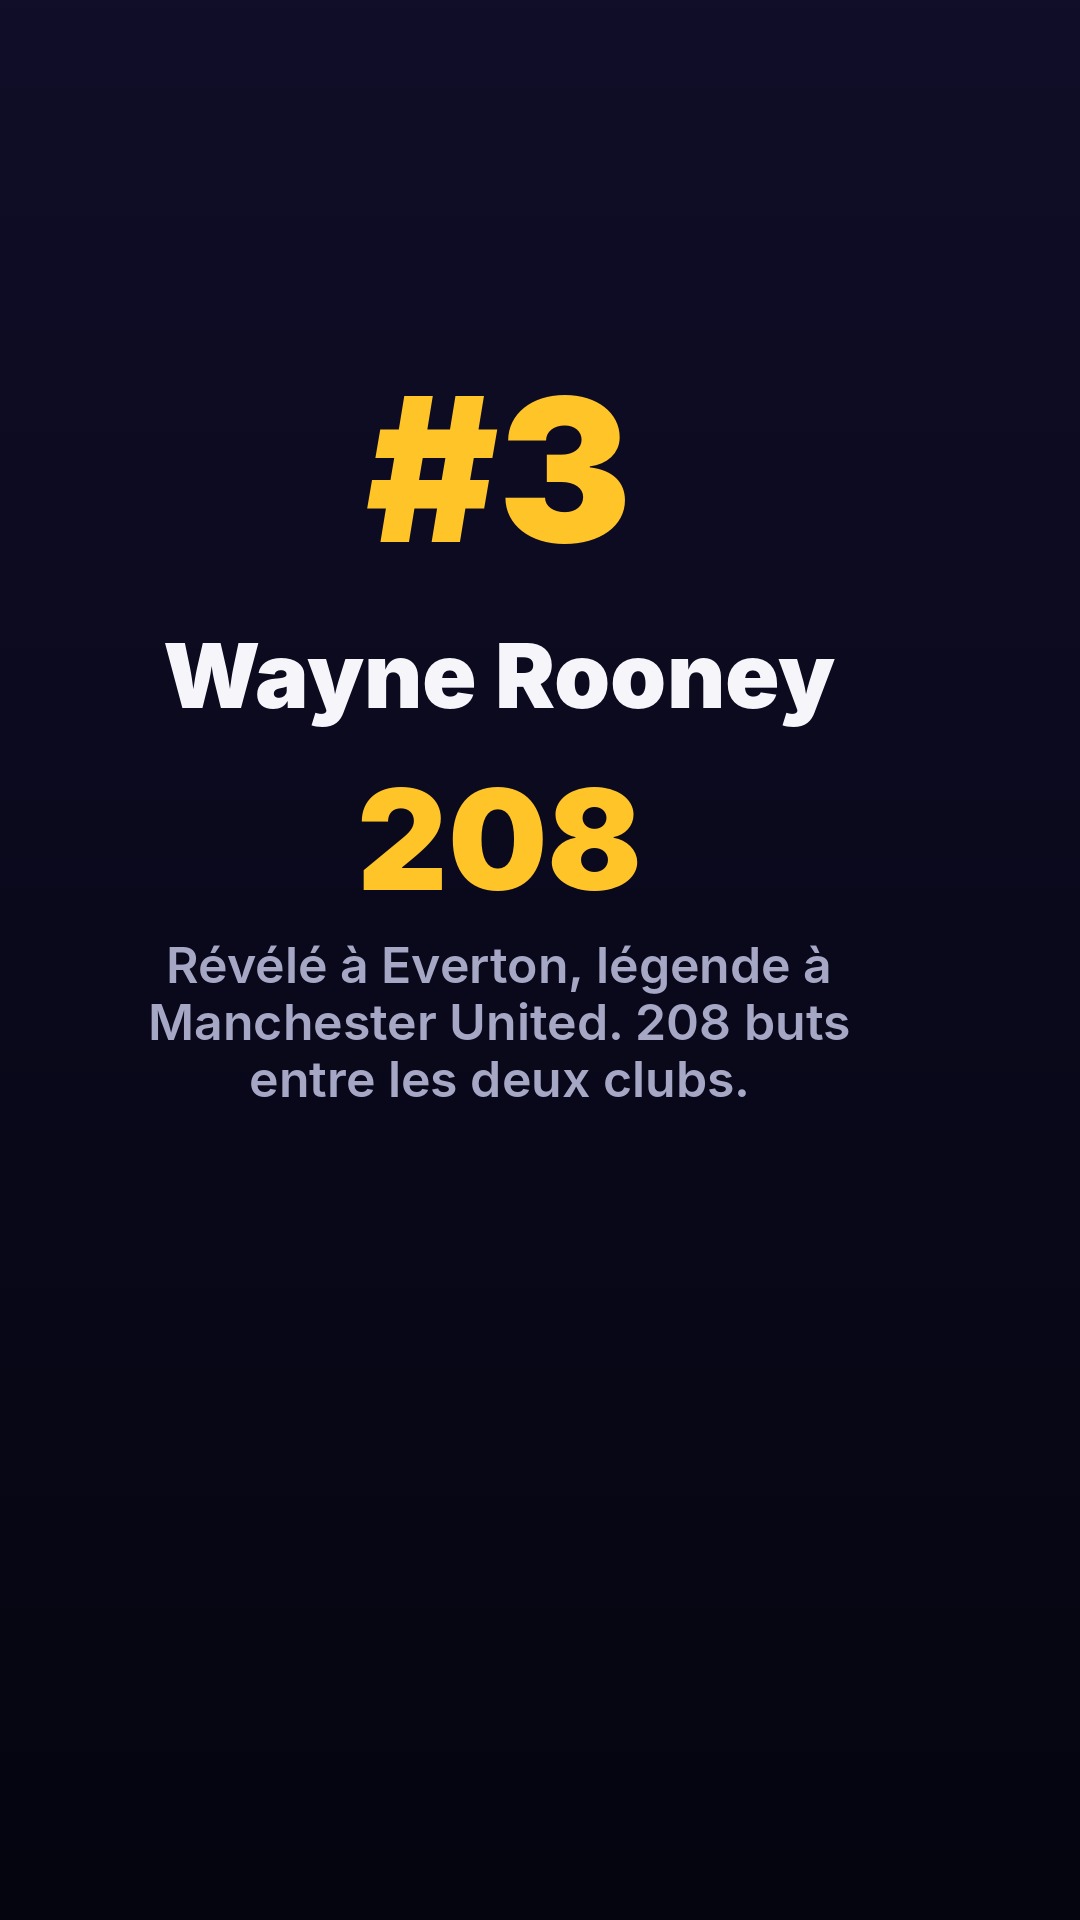 #3
Wayne Rooney
208
Révélé à Everton, légende à
Manchester United. 208 buts
entre les deux clubs.